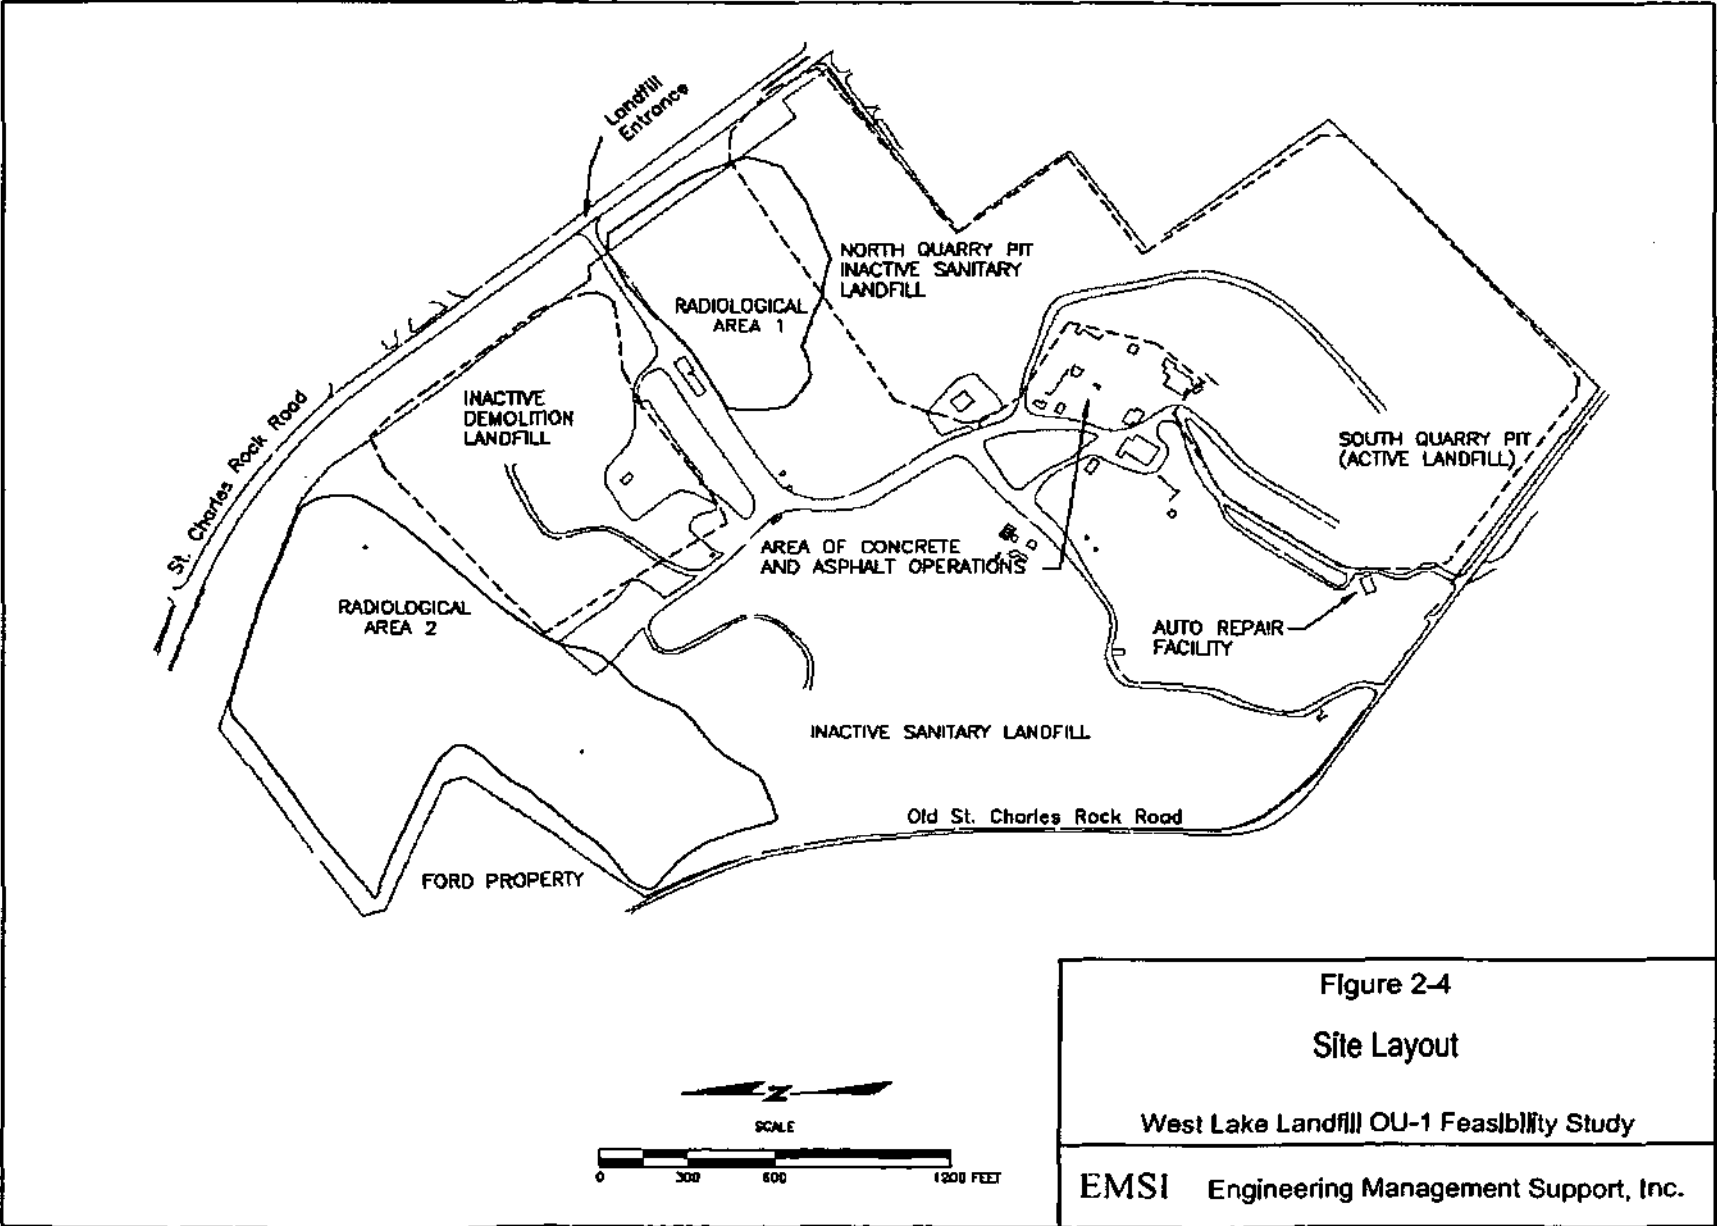 Landfill
Entrance
NORTH QUARRY PIT
INACTIVE SANITARY
LANDFILL
RADIOLOGICAL
AREA 1
INACTIVE
DEMOLITION
LANDFILL
St. Charles Rock Road
SOUTH QUARRY PIT
(ACTIVE LANDFILL)
AREA OF CONCRETE
AND ASPHALT OPERATIONS
RADIOLOGICAL
AREA 2
AUTO REPAIR
FACILITY
INACTIVE SANITARY LANDFILL
Old St. Charles Rock Road
FORD PROPERTY
Figure 2-4
Site Layout
West Lake Landfill OU-1 Feasibility Study
EMSI Engineering Management Support, Inc.
Z
SCALE
0 300 600 1200 FEET